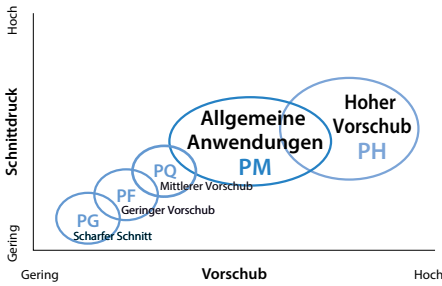 Hoch
Schnittdruck
Gering
Allgemeine
Anwendungen
PM
Hoher
Vorschub
PH
PQ
Mittlerer Vorschub
PF
Geringer Vorschub
PG
Scharfer Schnitt
Gering
Vorschub
Hoch